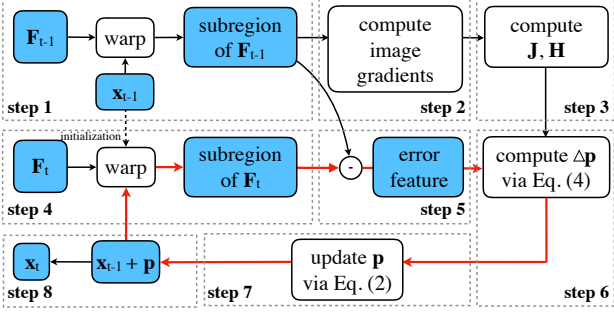 F_t-1
warp
subregion
of F_t-1
compute
image
gradients
compute
J, H
x_t-1
step 1
step 2
step 3
initialization
F_t
warp
subregion
of F_t
-
error
feature
compute Δp
via Eq. (4)
step 4
step 5
x_t
x_t-1 + p
update p
via Eq. (2)
step 8
step 7
step 6